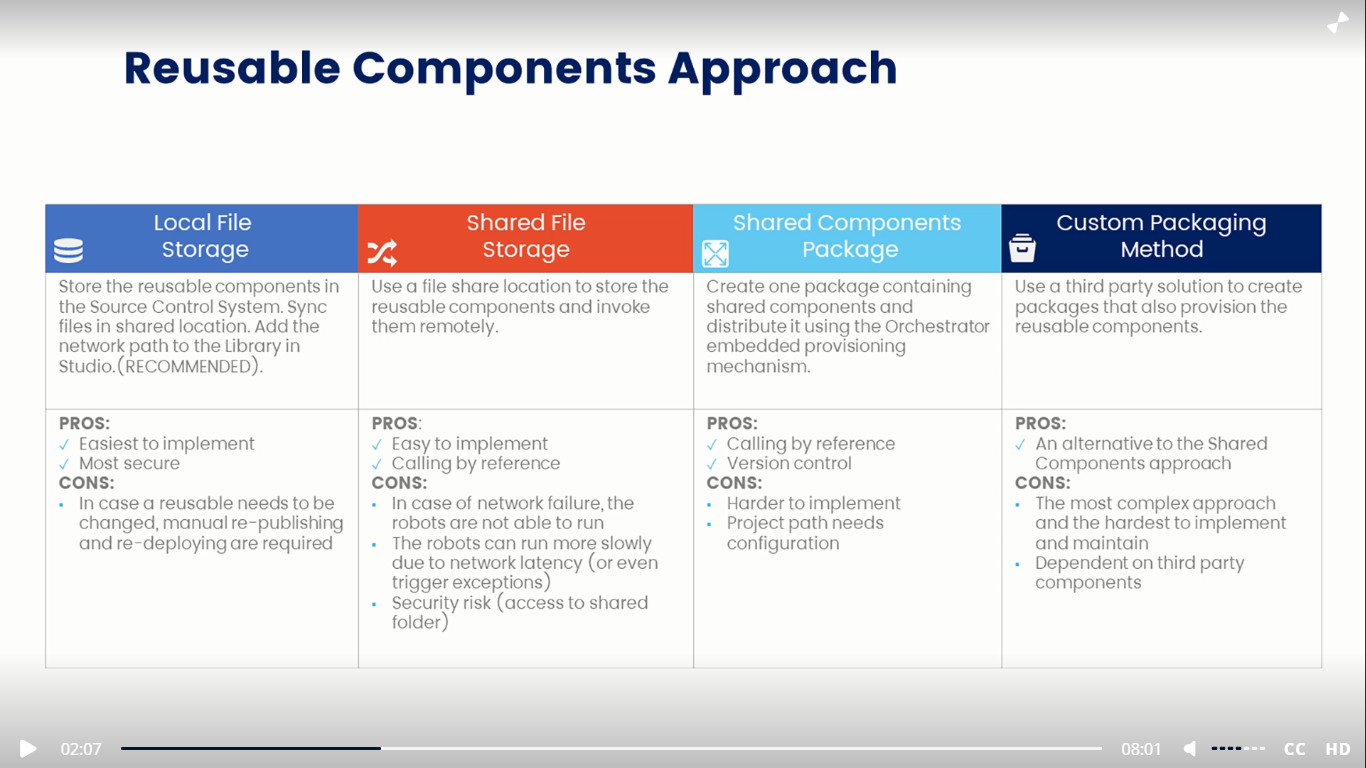 Reusable Components Approach
Local File
Storage
Shared File
Storage
Shared Components
Package
Custom Packaging
Method
Store the reusable components in
the Source Control System. Sync
files in shared location. Add the
network path to the Library in
Studio.(RECOMMENDED).
Use a file share location to store the
reusable components and invoke
them remotely.
Create one package containing
shared components and
distribute it using the Orchestrator
embedded provisioning
mechanism.
Use a third party solution to create
packages that also provision the
reusable components.
PROS:
✓ Easiest to implement
✓ Most secure
CONS:
▪ In case a reusable needs to be
changed, manual re-publishing
and re-deploying are required
PROS:
✓ Easy to implement
✓ Calling by reference
CONS:
▪ In case of network failure, the
robots are not able to run
▪ The robots can run more slowly
due to network latency (or even
trigger exceptions)
▪ Security risk (access to shared
folder)
PROS:
✓ Calling by reference
✓ Version control
CONS:
▪ Harder to implement
▪ Project path needs
configuration
PROS:
✓ An alternative to the Shared
Components approach
CONS:
▪ The most complex approach
and the hardest to implement
and maintain
▪ Dependent on third party
components
02:07
08:01
CC
HD